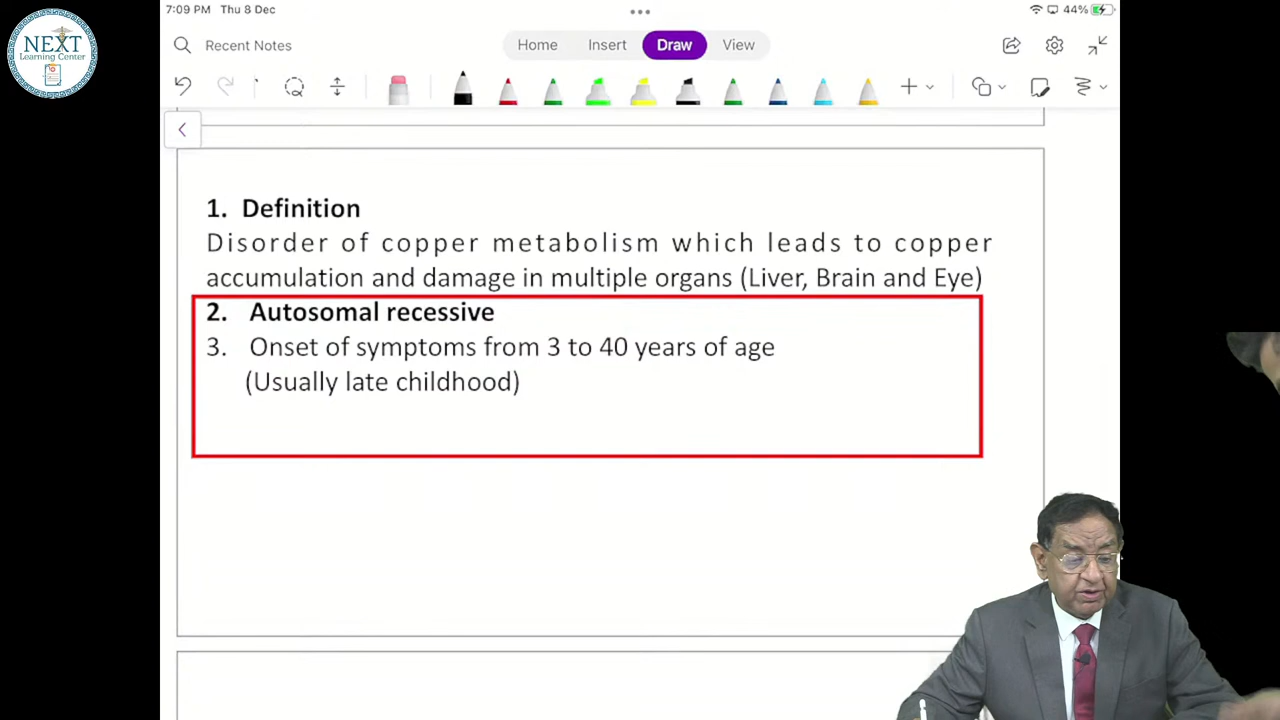 7:09 PM Thu 8 Dec
44%
NEXT
Learning Center
Recent Notes
Home Insert Draw View
1. Definition
Disorder of copper metabolism which leads to copper
accumulation and damage in multiple organs (Liver, Brain and Eye)
2. Autosomal recessive
3. Onset of symptoms from 3 to 40 years of age
(Usually late childhood)